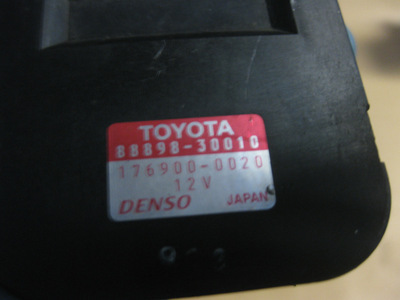 TOYOTA
88898-30010
176900-0020
12V
DENSO JAPAN